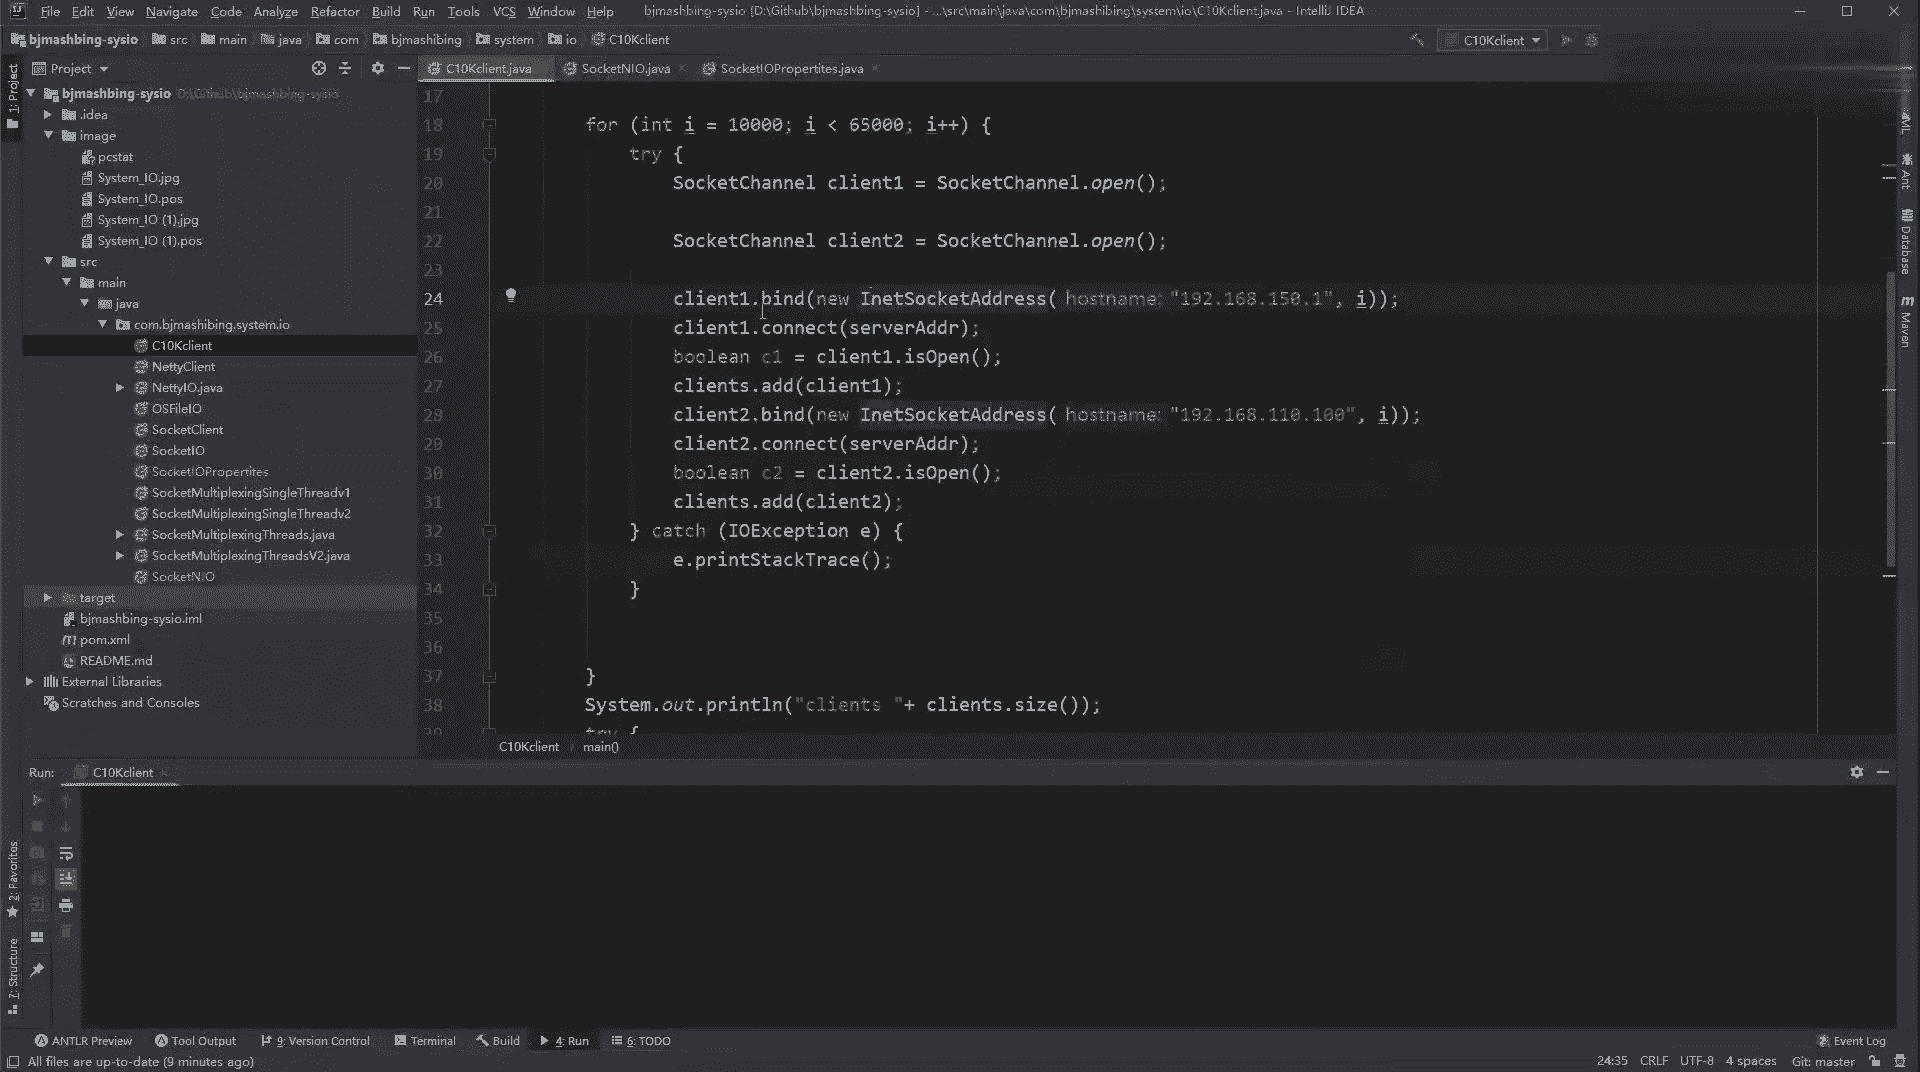 File Edit View Navigate Code Analyze Refactor Build Run Tools VCS Window Help bjmashbing-sysio [D:\Github\bjmashbing-sysio] - ...\src\main\java\com\bjmashibing\system\io\C10Kclient.java - IntelliJ IDEA
bjmashbing-sysio src main java com bjmashibing system io C10Kclient C10Kclient
Project C10Kclient.java SocketNIO.java SocketIOPropertites.java
1: Project
bjmashbing-sysio D:\Github\bjmashbing-sysio
.idea
image
pcstat
System_IO.jpg
System_IO.pos
System_IO (1).jpg
System_IO (1).pos
src
main
java
com.bjmashibing.system.io
C10Kclient
NettyClient
NettyIO.java
OSFileIO
SocketClient
SocketIO
SocketIOPropertites
SocketMultiplexingSingleThreadv1
SocketMultiplexingSingleThreadv2
SocketMultiplexingThreads.java
SocketMultiplexingThreadsV2.java
SocketNIO
target
bjmashbing-sysio.iml
pom.xml
README.md
External Libraries
Scratches and Consoles
17
18 for (int i = 10000; i < 65000; i++) {
19 try {
20 SocketChannel client1 = SocketChannel.open();
21
22 SocketChannel client2 = SocketChannel.open();
23
24 client1.bind(new InetSocketAddress( hostname: "192.168.150.1", i));
25 client1.connect(serverAddr);
26 boolean c1 = client1.isOpen();
27 clients.add(client1);
28 client2.bind(new InetSocketAddress( hostname: "192.168.110.100", i));
29 client2.connect(serverAddr);
30 boolean c2 = client2.isOpen();
31 clients.add(client2);
32 } catch (IOException e) {
33 e.printStackTrace();
34 }
35
36
37 }
38 System.out.println("clients "+ clients.size());
39 try {
C10Kclient main()
Ant
Database
Maven
Run: C10Kclient
2: Favorites
7: Structure
ANTLR Preview Tool Output 9: Version Control Terminal Build 4: Run 6: TODO Event Log
All files are up-to-date (9 minutes ago) 24:35 CRLF UTF-8 4 spaces Git: master